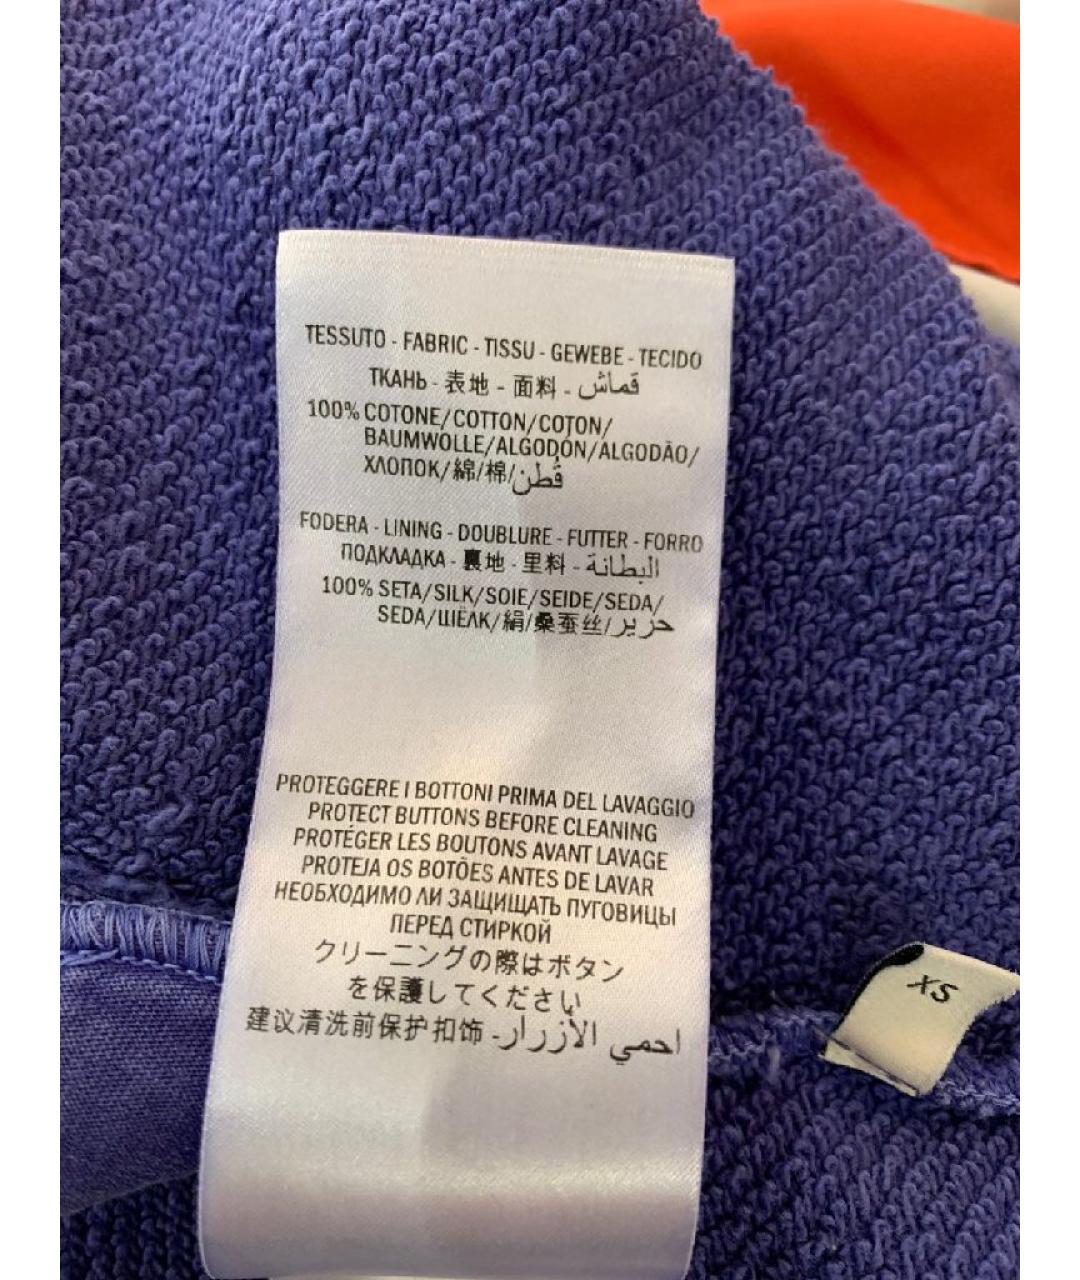 TESSUTO - FABRIC - TISSU - GEWEBE - TECIDO
ТКАНЬ - 表地 - 面料 - قماش
100% COTONE/COTTON/COTON/
BAUMWOLLE/ALGODÓN/ALGODÃO/
ХЛОПОК/綿/棉/قطن
FODERA - LINING - DOUBLURE - FUTTER - FORRO
ПОДКЛАДКА - 裏地 - 里料 - البطانة
100% SETA/SILK/SOIE/SEIDE/SEDA/
SEDA/ШЁЛК/絹/桑蚕丝/حرير
PROTEGGERE I BOTTONI PRIMA DEL LAVAGGIO
PROTECT BUTTONS BEFORE CLEANING
PROTÉGER LES BOUTONS AVANT LAVAGE
PROTEJA OS BOTÕES ANTES DE LAVAR
НЕОБХОДИМО ЛИ ЗАЩИЩАТЬ ПУГОВИЦЫ
ПЕРЕД СТИРКОЙ
クリーニングの際はボタン
を保護してください
建议清洗前保护扣饰 - احمي الأزرار
XS